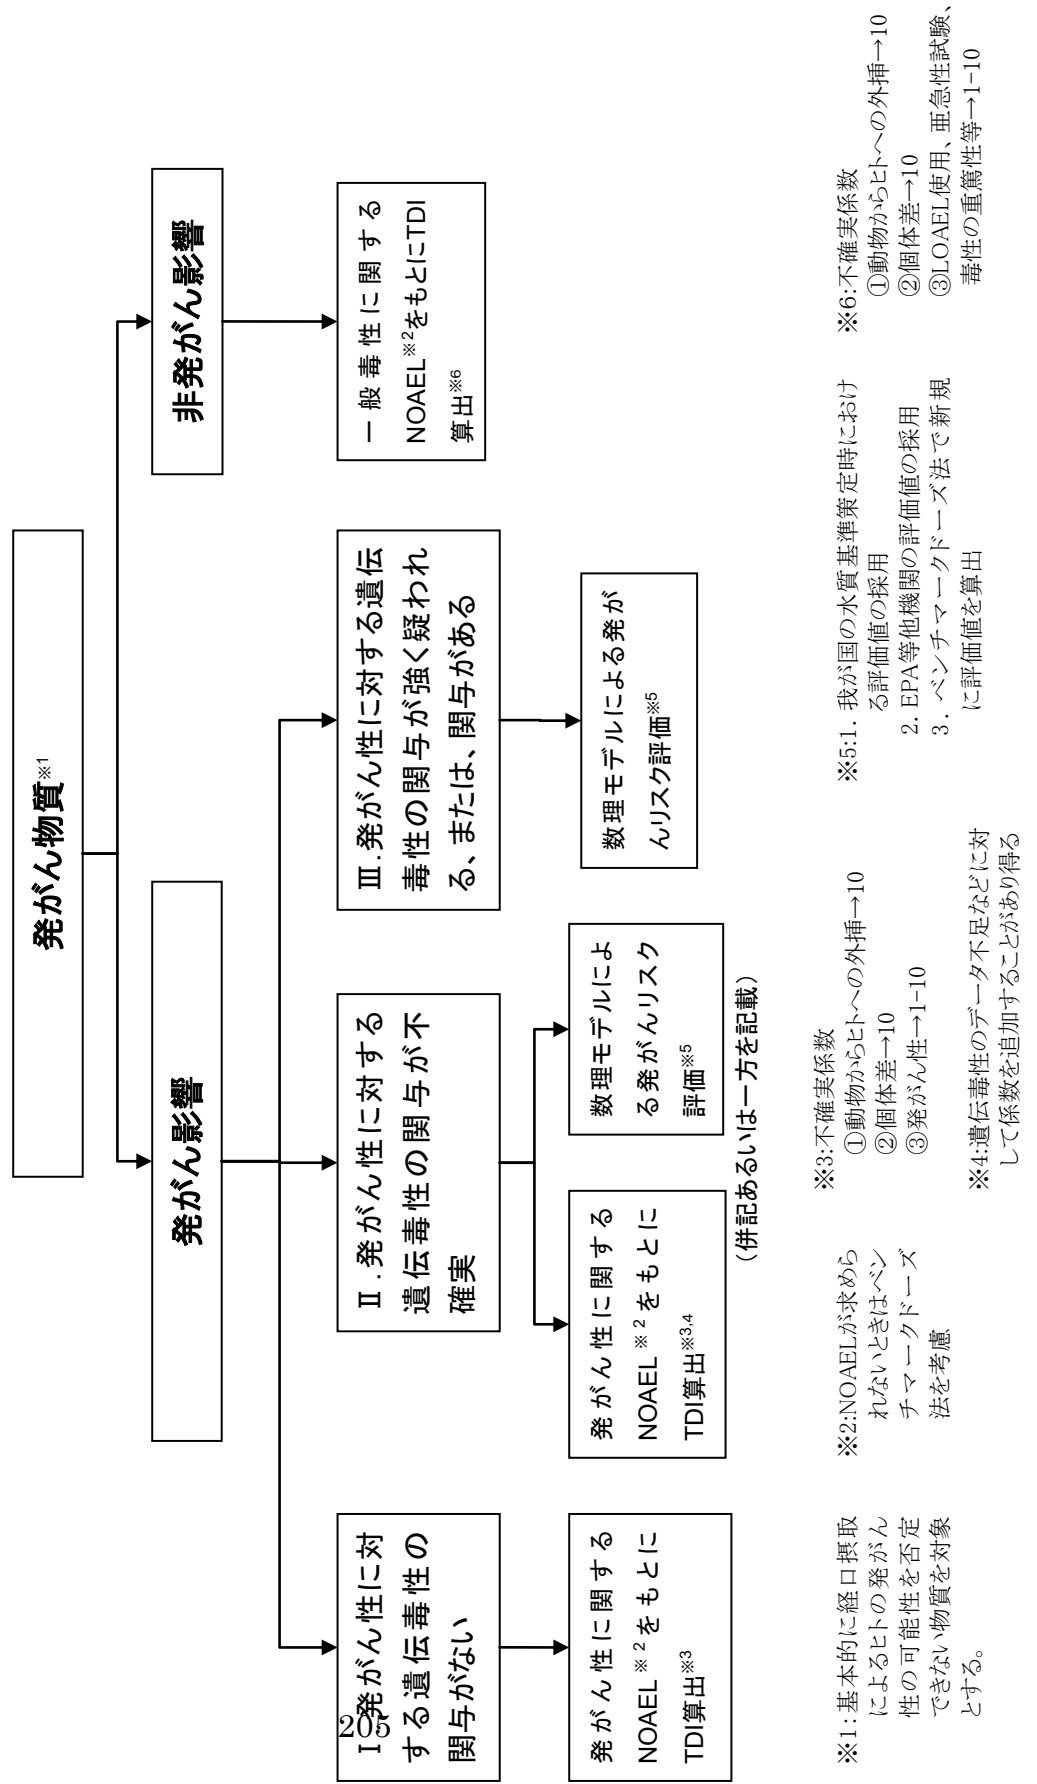 発がん物質※1
発がん影響
非発がん影響
Ⅰ.発がん性に対
する遺伝毒性の
関与がない
Ⅱ.発がん性に対する
遺伝毒性の関与が不
確実
Ⅲ.発がん性に対する遺伝
毒性の関与が強く疑われ
る、または、関与がある
一般毒性に関する
NOAEL※2をもとにTDI
算出※6
発がん性に関する
NOAEL※2をもとに
TDI算出※3
発がん性に関する
NOAEL※2をもとに
TDI算出※3,4
数理モデルによ
る発がんリスク
評価※5
(併記あるいは一方を記載)
数理モデルによる発が
んリスク評価※5
※1:基本的に経口摂取
によるヒトの発がん
性の可能性を否定
できない物質を対象
とする。
※2:NOAELが求めら
れないときはベン
チマークドーズ
法を考慮
※3:不確実係数
①動物からヒトへの外挿→10
②個体差→10
③発がん性→1-10
※4:遺伝毒性のデータ不足などに対
して係数を追加することがあり得る
※5:1. 我が国の水質基準策定時におけ
る評価値の採用
2. EPA等他機関の評価値の採用
3. ベンチマークドーズ法で新規
に評価値を算出
※6:不確実係数
①動物からヒトへの外挿→10
②個体差→10
③LOAEL使用、亜急性試験、
毒性の重篤性等→1-10
205